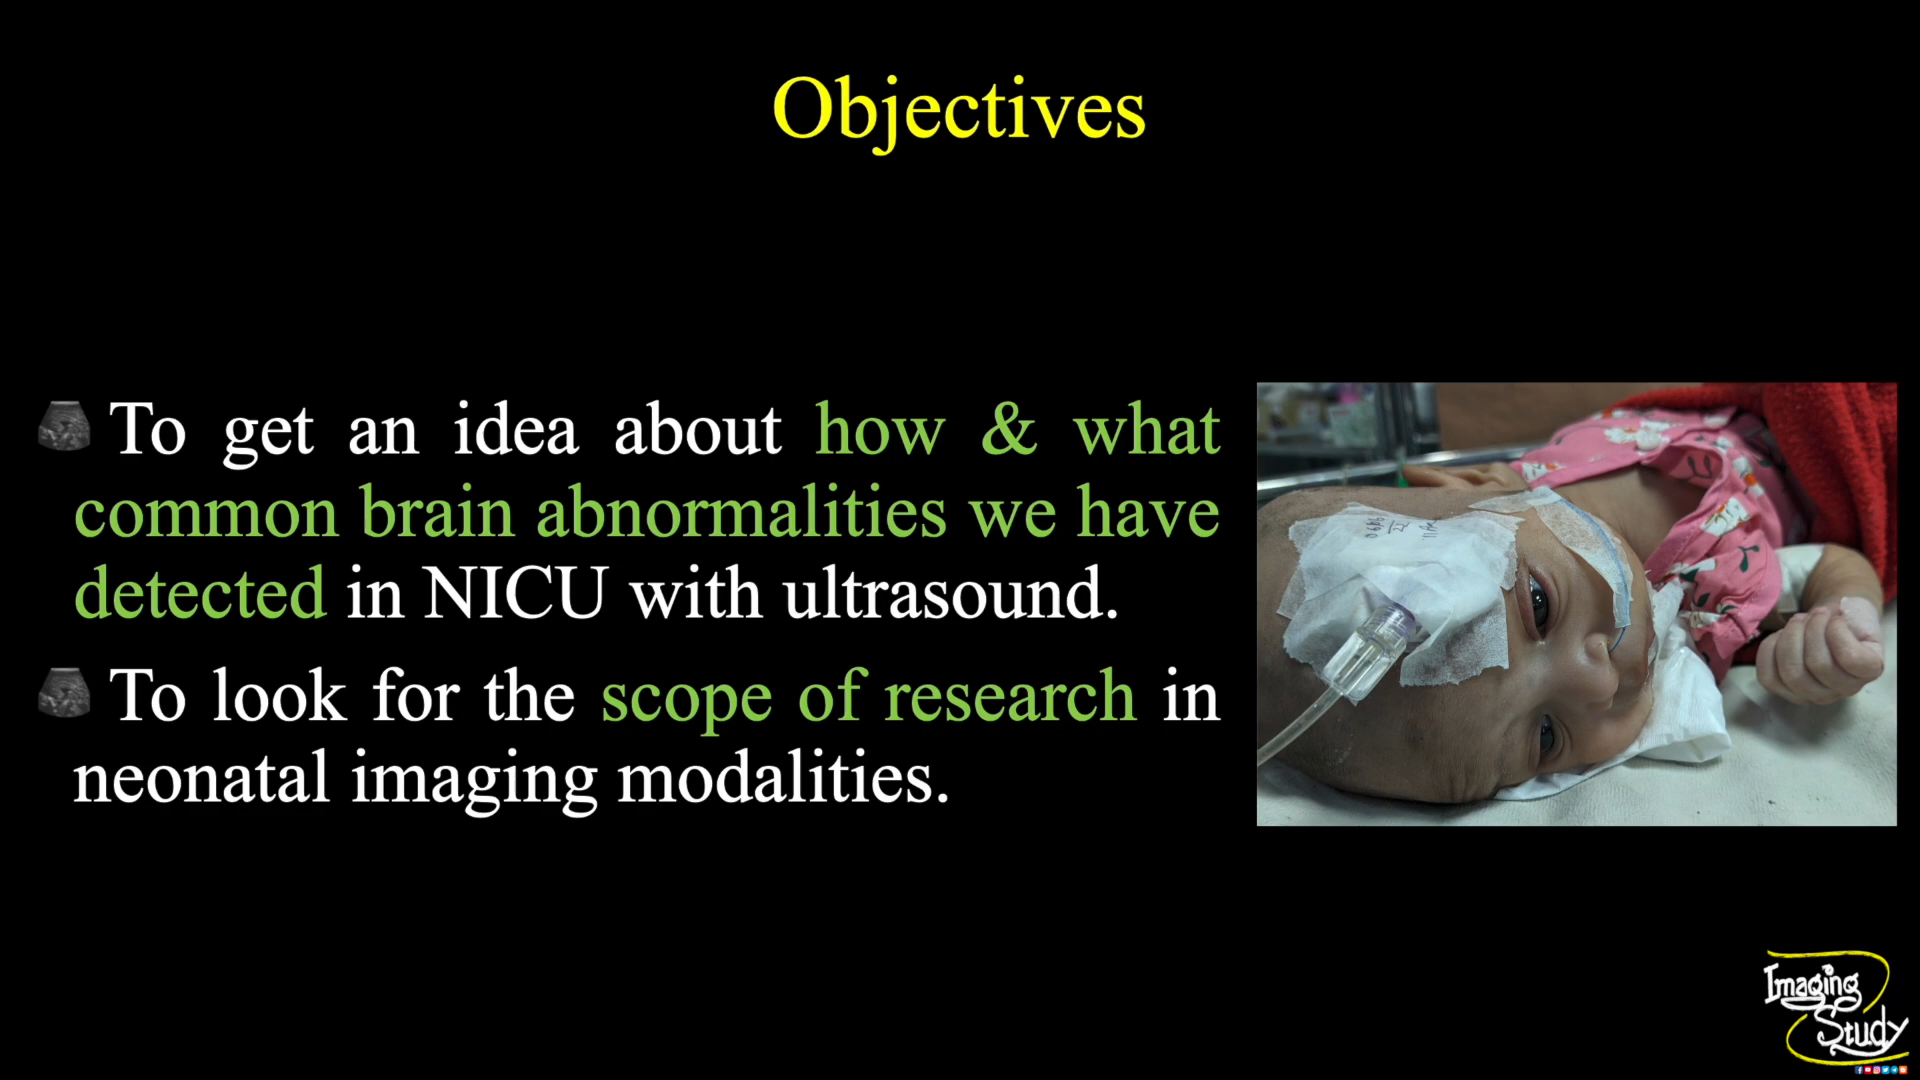 Objectives
To get an idea about how & what
common brain abnormalities we have
detected in NICU with ultrasound.
To look for the scope of research in
neonatal imaging modalities.
Imaging
Study